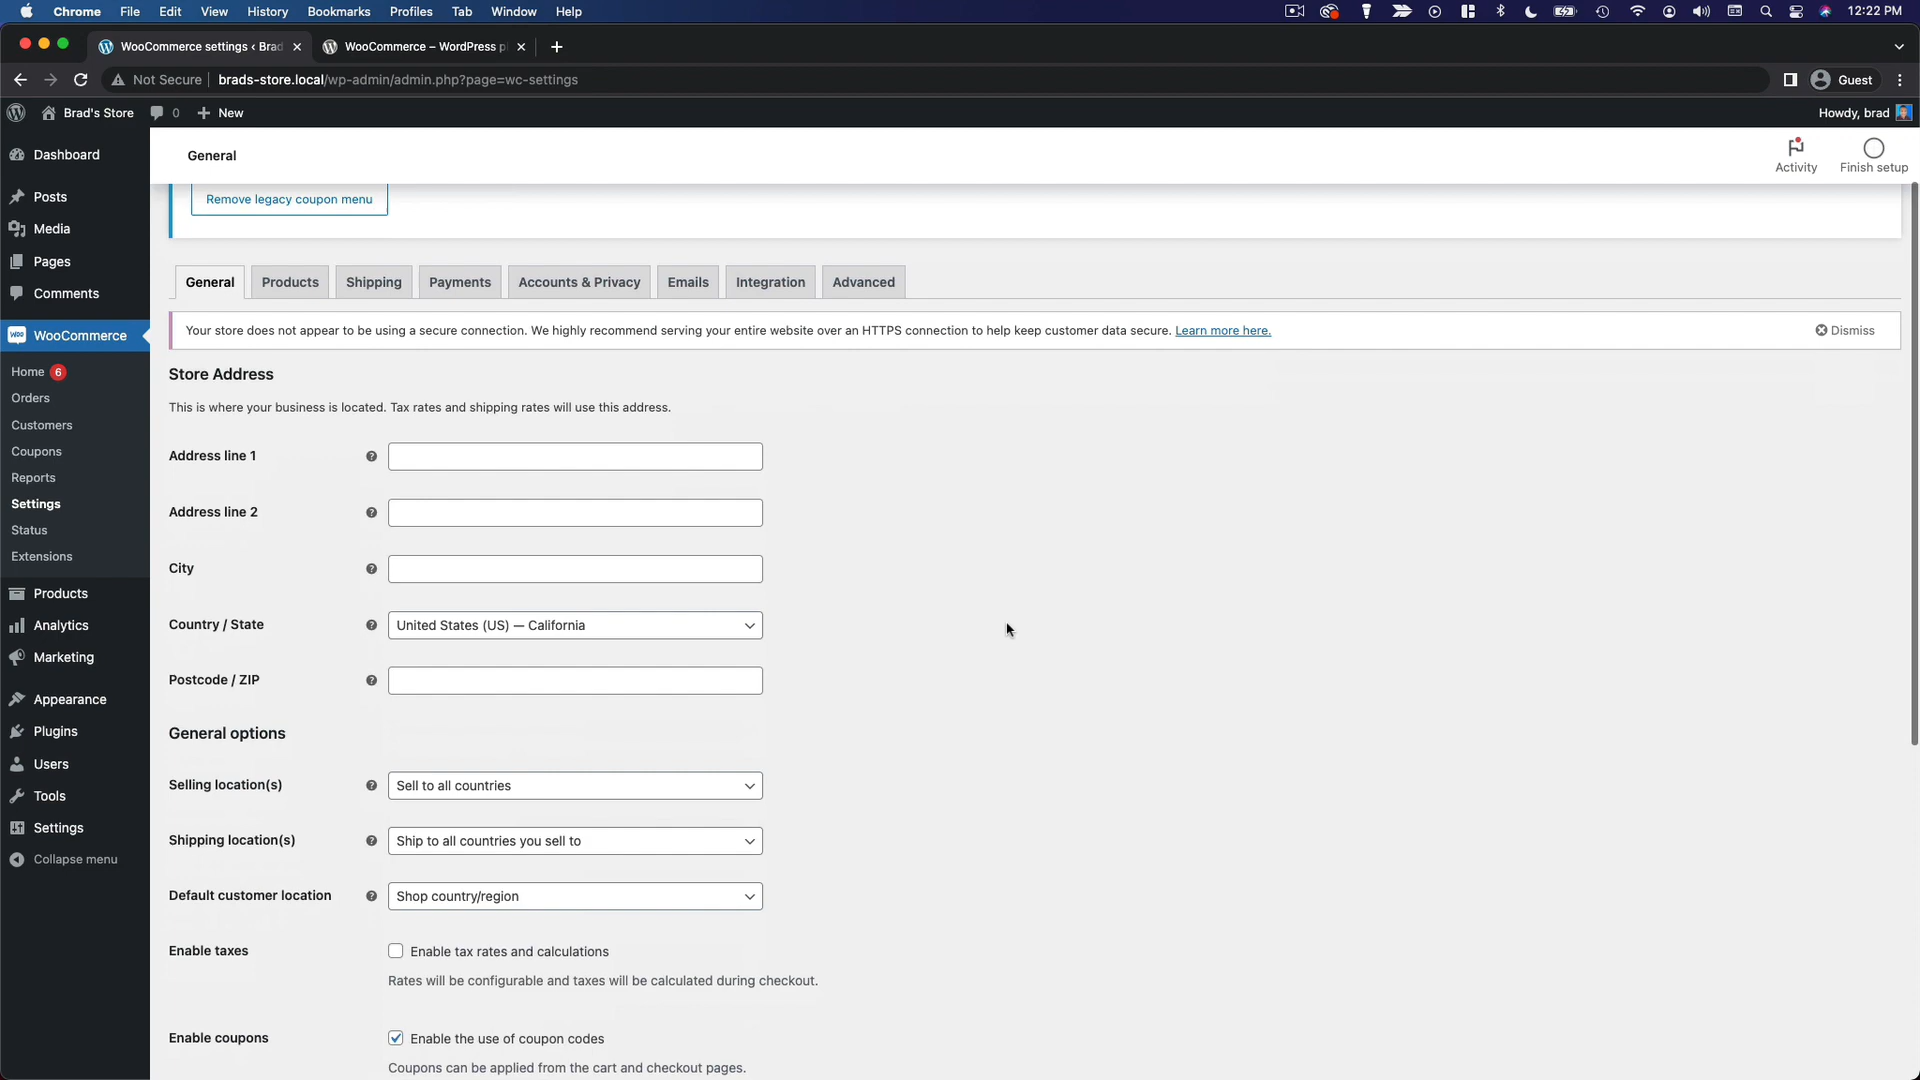 Chrome File Edit View History Bookmarks Profiles Tab Window Help 12:22 PM
WooCommerce settings ‹ Brad WooCommerce – WordPress p
Not Secure brads-store.local/wp-admin/admin.php?page=wc-settings Guest
Brad's Store 0 New Howdy, brad
Dashboard
Posts
Media
Pages
Comments
WooCommerce
Home 6
Orders
Customers
Coupons
Reports
Settings
Status
Extensions
Products
Analytics
Marketing
Appearance
Plugins
Users
Tools
Settings
Collapse menu
General
Activity
Finish setup
Remove legacy coupon menu
General Products Shipping Payments Accounts & Privacy Emails Integration Advanced
Your store does not appear to be using a secure connection. We highly recommend serving your entire website over an HTTPS connection to help keep customer data secure. Learn more here. Dismiss
Store Address
This is where your business is located. Tax rates and shipping rates will use this address.
Address line 1
Address line 2
City
Country / State United States (US) — California
Postcode / ZIP
General options
Selling location(s) Sell to all countries
Shipping location(s) Ship to all countries you sell to
Default customer location Shop country/region
Enable taxes Enable tax rates and calculations
Rates will be configurable and taxes will be calculated during checkout.
Enable coupons Enable the use of coupon codes
Coupons can be applied from the cart and checkout pages.